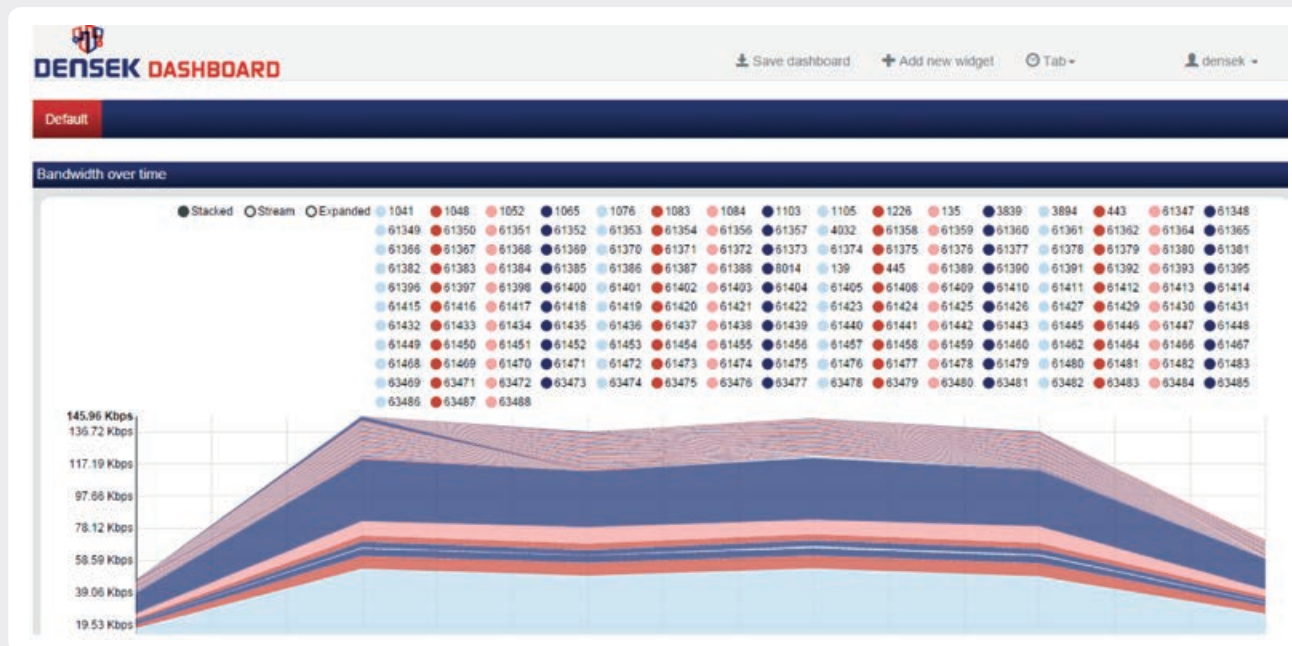 DENSEK DASHBOARD
Save dashboard Add new widget Tab densek
Default
Bandwidth over time
Stacked Stream Expanded 1041 1048 1052 1065 1076 1083 1084 1103 1105 1226 135 3839 3894 443 61347 61348
61349 61350 61351 61352 61353 61354 61356 61357 4032 61358 61359 61360 61361 61362 61364 61365
61366 61367 61368 61369 61370 61371 61372 61373 61374 61375 61376 61377 61378 61379 61380 61381
61382 61383 61384 61385 61386 61387 61388 8014 139 445 61389 61390 61391 61392 61393 61395
61396 61397 61398 61400 61401 61402 61403 61404 61405 61408 61409 61410 61411 61412 61413 61414
61415 61416 61417 61418 61419 61420 61421 61422 61423 61424 61425 61426 61427 61429 61430 61431
61432 61433 61434 61435 61436 61437 61438 61439 61440 61441 61442 61443 61445 61446 61447 61448
61449 61450 61451 61452 61453 61454 61455 61456 61457 61458 61459 61460 61462 61464 61466 61467
61468 61469 61470 61471 61472 61473 61474 61475 61476 61477 61478 61479 61480 61481 61482 61483
63469 63471 63472 63473 63474 63475 63476 63477 63478 63479 63480 63481 63482 63483 63484 63485
63486 63487 63488
145.96 Kbps
136.72 Kbps
117.19 Kbps
97.66 Kbps
78.12 Kbps
58.59 Kbps
39.06 Kbps
19.53 Kbps